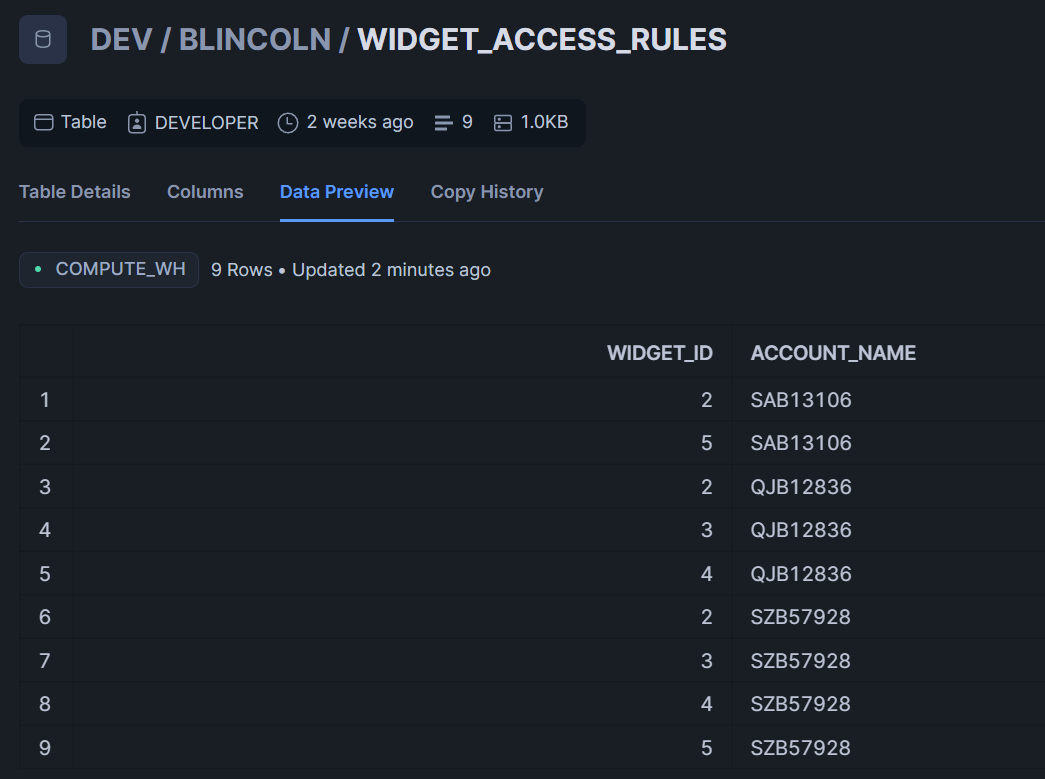 DEV / BLINCOLN / WIDGET_ACCESS_RULES
Table DEVELOPER 2 weeks ago 9 1.0KB
Table Details Columns Data Preview Copy History
COMPUTE_WH 9 Rows • Updated 2 minutes ago
WIDGET_ID ACCOUNT_NAME
1 2 SAB13106
2 5 SAB13106
3 2 QJB12836
4 3 QJB12836
5 4 QJB12836
6 2 SZB57928
7 3 SZB57928
8 4 SZB57928
9 5 SZB57928